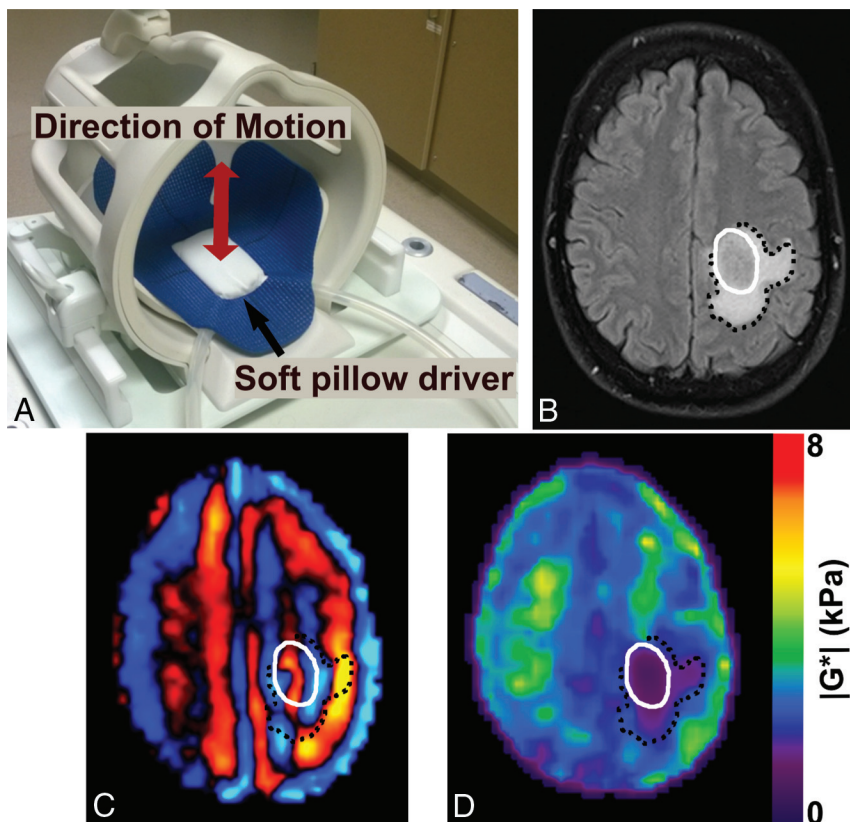 Direction of Motion
Soft pillow driver
A
B
C
D
8
|G*| (kPa)
0